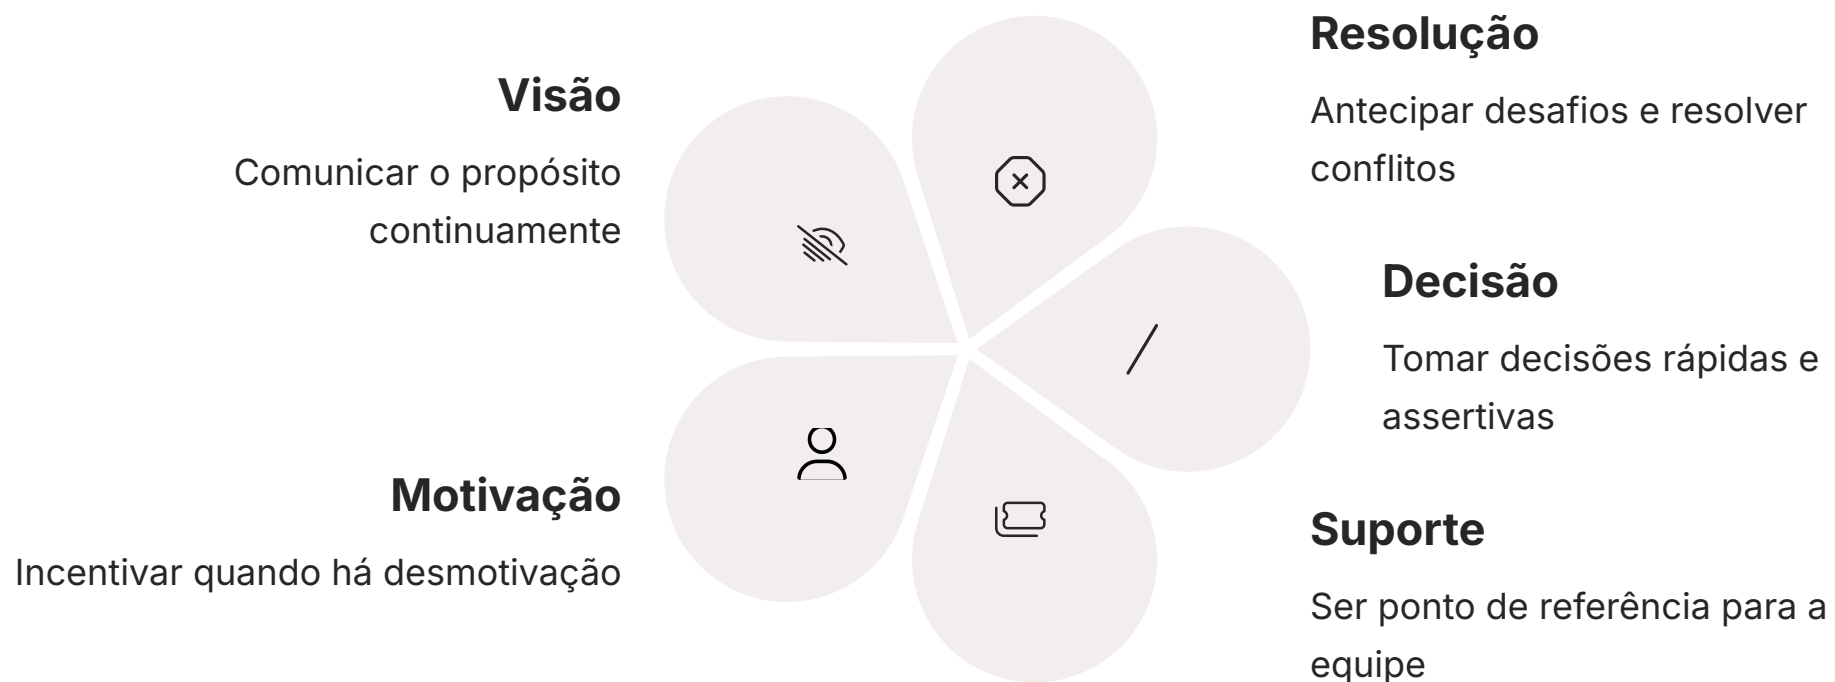 Visão
Comunicar o propósito
continuamente
Motivação
Incentivar quando há desmotivação
Resolução
Antecipar desafios e resolver
conflitos
Decisão
Tomar decisões rápidas e
assertivas
Suporte
Ser ponto de referência para a
equipe